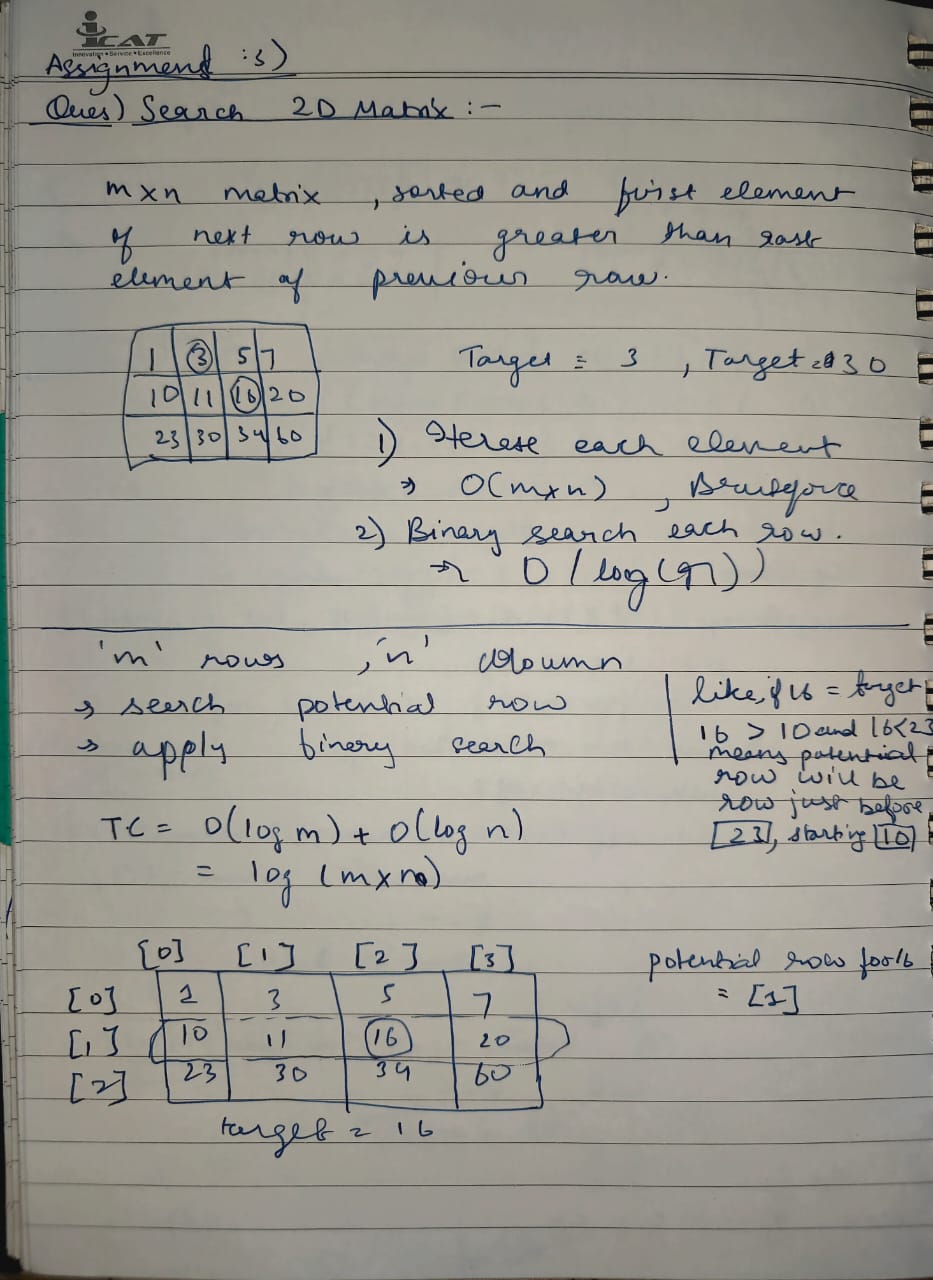 iCAT
Innovation • Service • Excellence
Assignment :3)
Ques) Search 2D Matrix :-
mxn matrix , sorted and first element
of next row is greater than last
element of previous row.
1 3 5 7
10 11 16 20
23 30 34 60
Target = 3 , Target = 30
1) Iterate each element
→ O(mxn) , Bruteforce
2) Binary search each row.
→ O(log(n))
'm' rows , 'n' coloumn
→ search potential row
→ apply binary search
like, if 16 = target
16 > 10 and 16<23
means potential
row will be
row just before
[23], starting [10]
TC = O(log m) + O(log n)
= log (mxn)
[0] [1] [2] [3]
[0] 1 3 5 7
[1] 10 11 16 20
[2] 23 30 34 60
target = 16
potential row for 16
= [1]